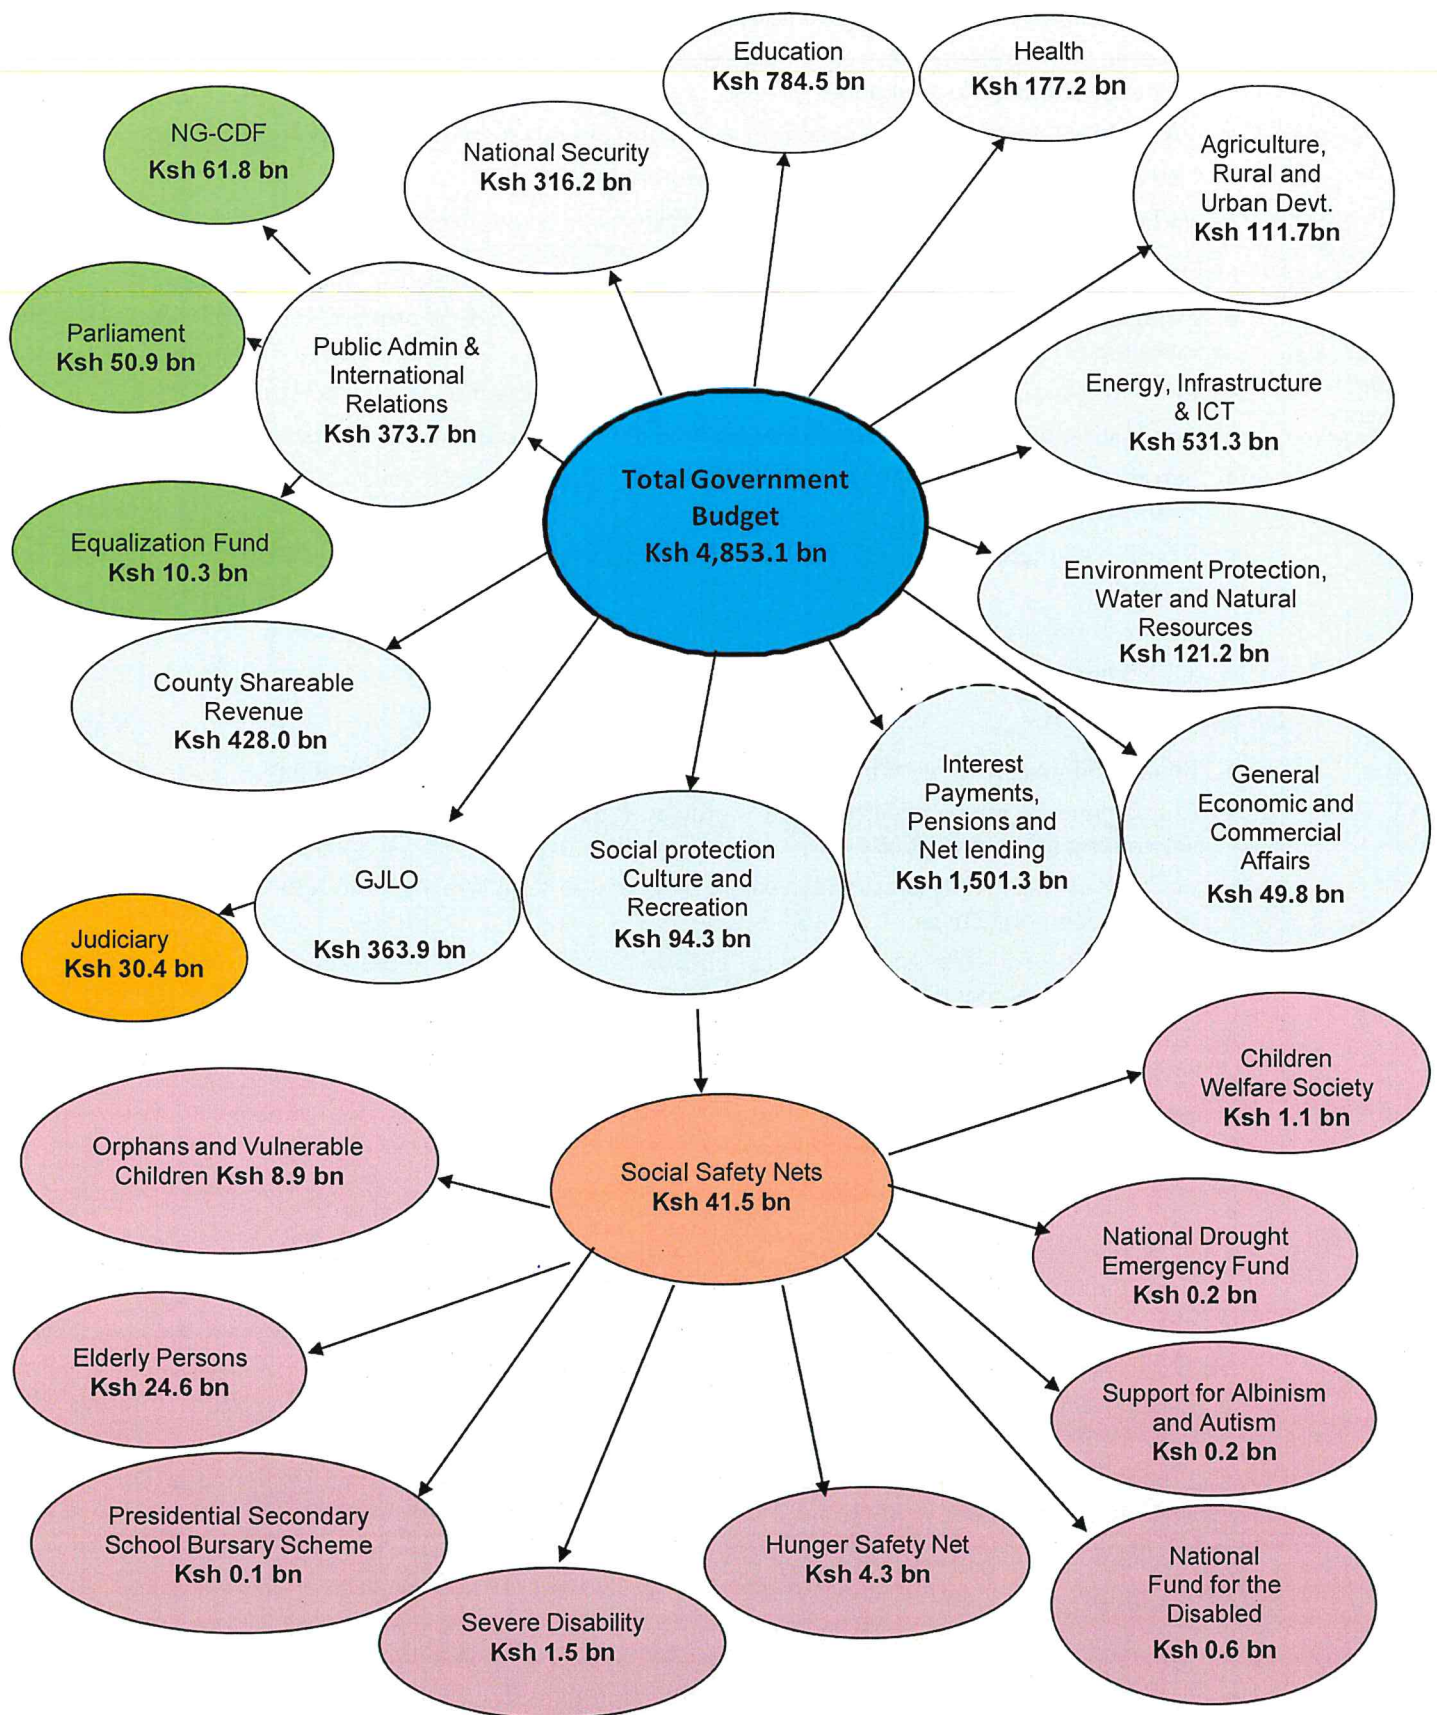 Education
Ksh 784.5 bn
Health
Ksh 177.2 bn
NG-CDF
Ksh 61.8 bn
National Security
Ksh 316.2 bn
Agriculture,
Rural and
Urban Devt.
Ksh 111.7bn
Parliament
Ksh 50.9 bn
Public Admin &
International
Relations
Ksh 373.7 bn
Energy, Infrastructure
& ICT
Ksh 531.3 bn
Total Government
Budget
Ksh 4,853.1 bn
Equalization Fund
Ksh 10.3 bn
Environment Protection,
Water and Natural
Resources
Ksh 121.2 bn
County Shareable
Revenue
Ksh 428.0 bn
Interest
Payments,
Pensions and
Net lending
Ksh 1,501.3 bn
General
Economic and
Commercial
Affairs
Ksh 49.8 bn
GJLO
Ksh 363.9 bn
Social protection
Culture and
Recreation
Ksh 94.3 bn
Judiciary
Ksh 30.4 bn
Children
Welfare Society
Ksh 1.1 bn
Orphans and Vulnerable
Children Ksh 8.9 bn
Social Safety Nets
Ksh 41.5 bn
National Drought
Emergency Fund
Ksh 0.2 bn
Elderly Persons
Ksh 24.6 bn
Support for Albinism
and Autism
Ksh 0.2 bn
Presidential Secondary
School Bursary Scheme
Ksh 0.1 bn
Hunger Safety Net
Ksh 4.3 bn
National
Fund for the
Disabled
Ksh 0.6 bn
Severe Disability
Ksh 1.5 bn